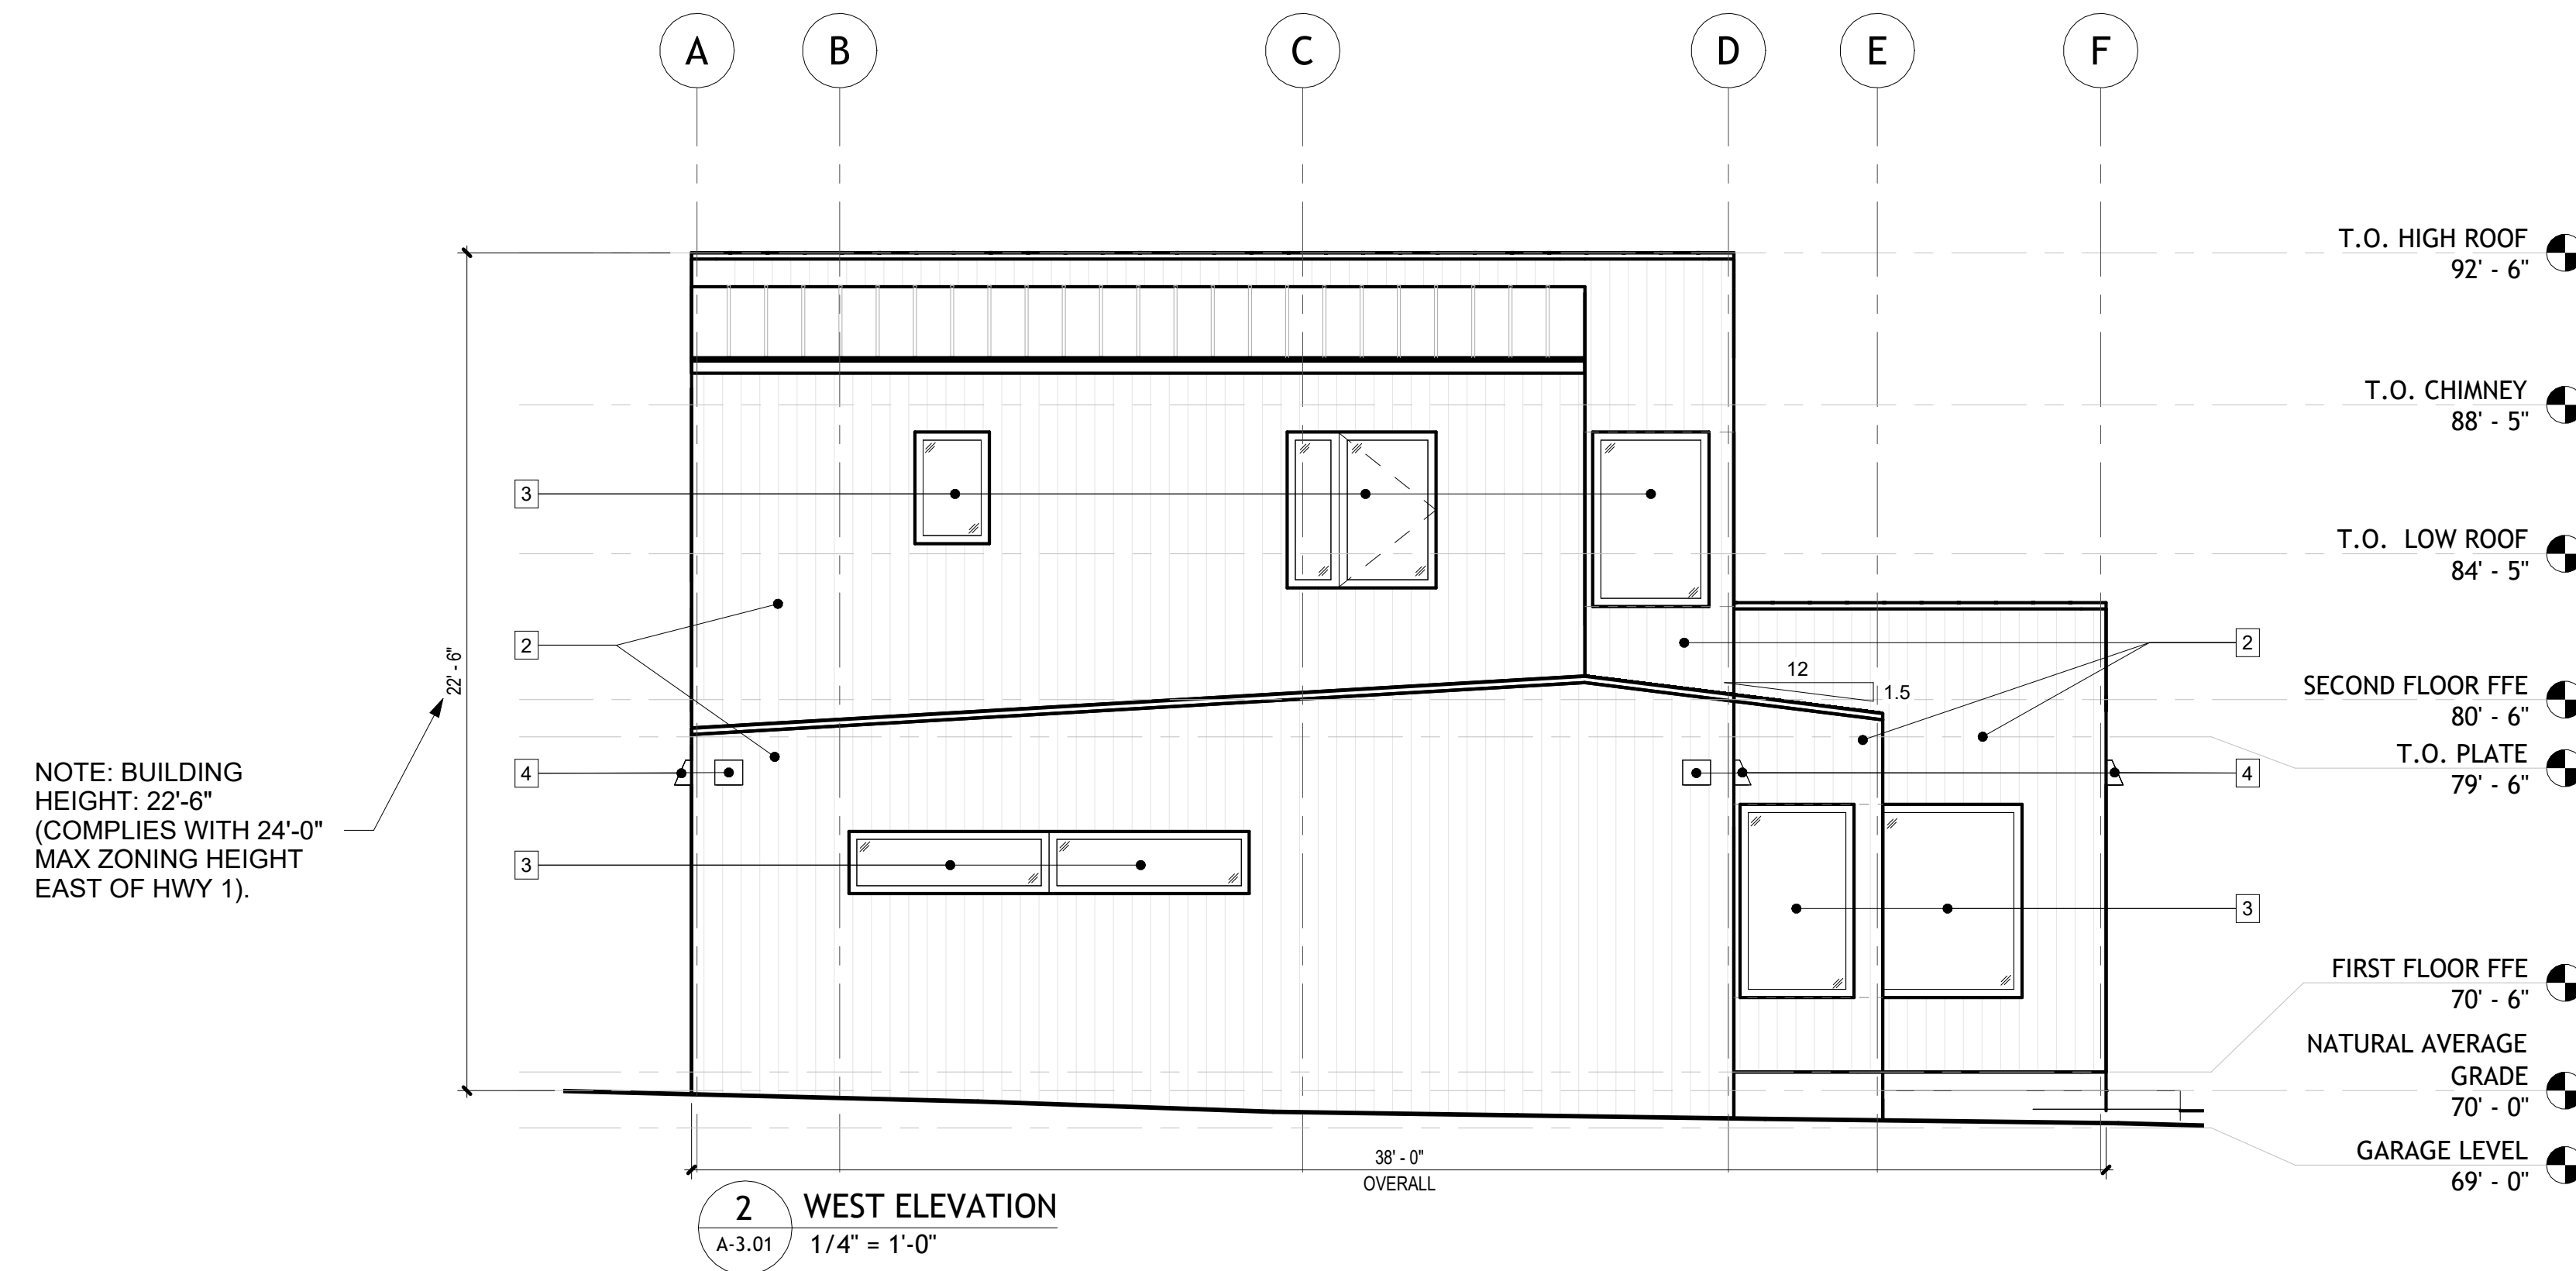 A
B
C
D
E
F
T.O. HIGH ROOF
92' - 6"
T.O. CHIMNEY
88' - 5"
3
T.O. LOW ROOF
84' - 5"
2
2
22' - 6"
12
1.5
SECOND FLOOR FFE
80' - 6"
T.O. PLATE
79' - 6"
4
4
NOTE: BUILDING
HEIGHT: 22'-6"
(COMPLIES WITH 24'-0"
MAX ZONING HEIGHT
EAST OF HWY 1).
3
3
FIRST FLOOR FFE
70' - 6"
NATURAL AVERAGE
GRADE
70' - 0"
GARAGE LEVEL
69' - 0"
38' - 0"
OVERALL
2
A-3.01
WEST ELEVATION
1/4" = 1'-0"